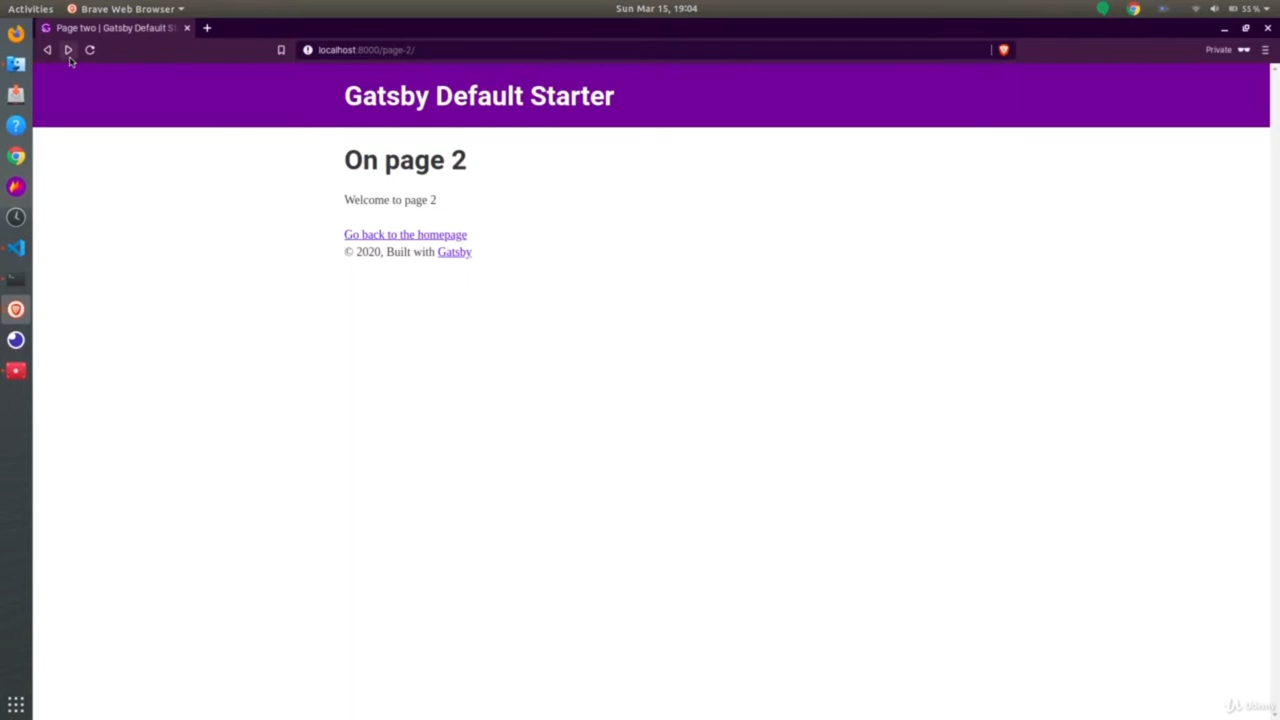 Activities Brave Web Browser Sun Mar 15, 19:04 55 %
Page two | Gatsby Default St
localhost:8000/page-2/ Private
Gatsby Default Starter
On page 2
Welcome to page 2
Go back to the homepage
© 2020, Built with Gatsby
Udemy